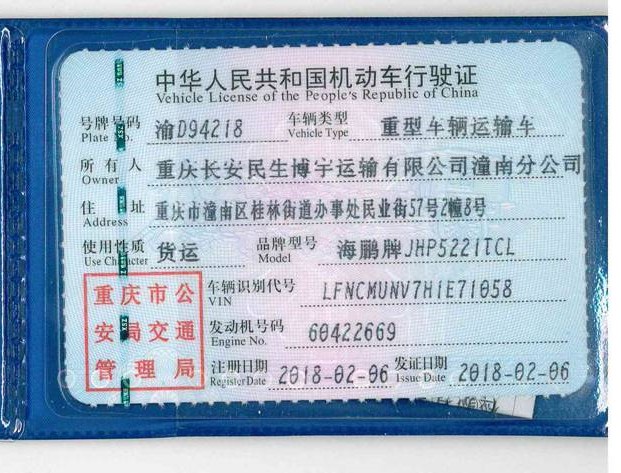 中华人民共和国机动车行驶证
Vehicle License of the People's Republic of China
号牌号码 渝D94218 车辆类型 重型车辆运输车
Plate No. Vehicle Type
所有人 重庆长安民生博宇运输有限公司潼南分公司
Owner
住址 重庆市潼南区桂林街道办事处民业街57号2幢8号
Address
使用性质 货运 品牌型号 海鹏牌JHP5221TCL
Use Character Model
车辆识别代号 LFNCMUNV7H1E71058
VIN
发动机号码 60422669
Engine No.
注册日期 2018-02-06 发证日期 2018-02-06
Register Date Issue Date
重庆市公
安局交通
管理局